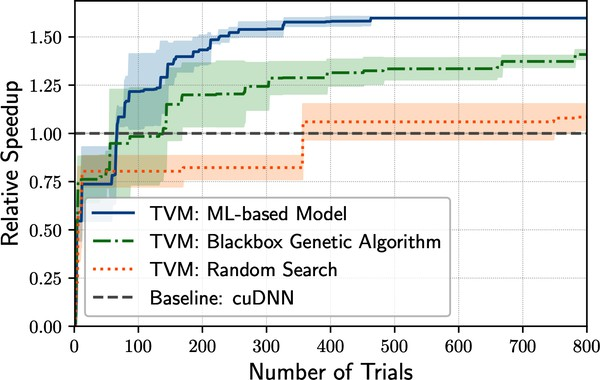 Relative Speedup
1.50
1.25
1.00
0.75
0.50
0.25
0.00
TVM: ML-based Model
TVM: Blackbox Genetic Algorithm
TVM: Random Search
Baseline: cuDNN
0 100 200 300 400 500 600 700 800
Number of Trials